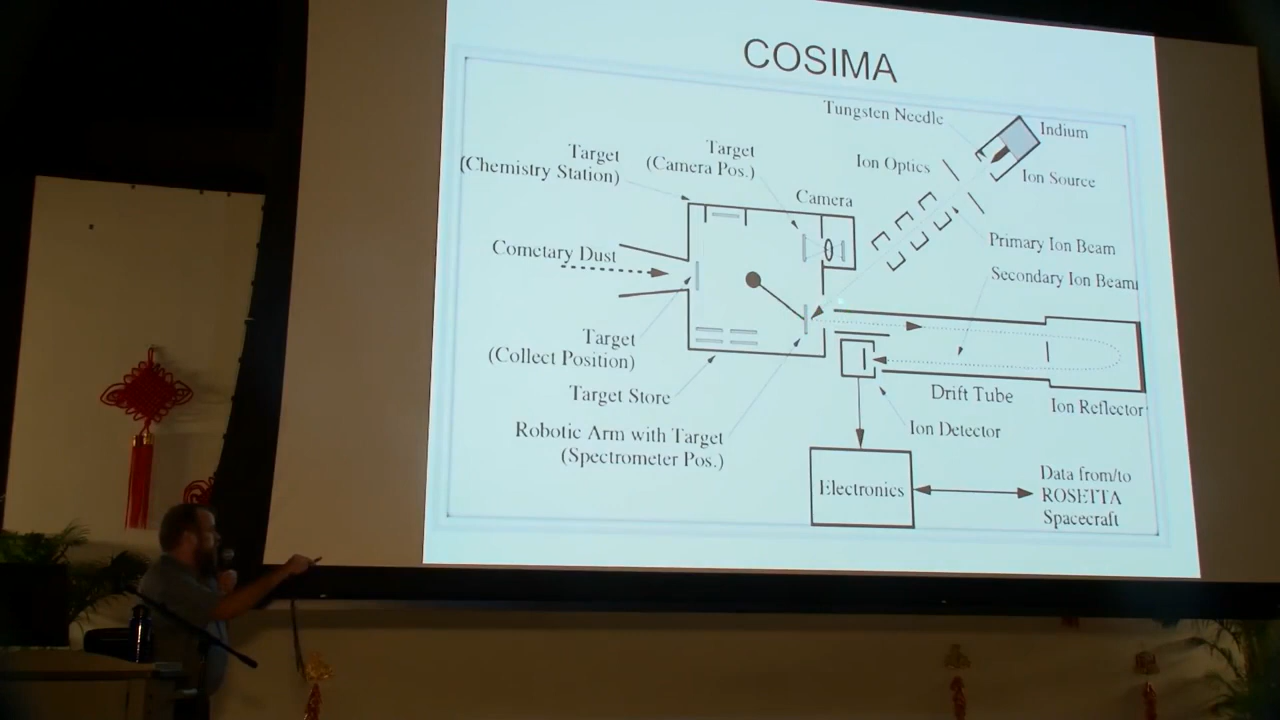 COSIMA
Tungsten Needle
Indium
Target
(Chemistry Station)
Target
(Camera Pos.)
Ion Optics
Ion Source
Camera
Cometary Dust
Primary Ion Beam
Secondary Ion Beam
Target
(Collect Position)
Target Store
Drift Tube
Ion Reflector
Robotic Arm with Target
(Spectrometer Pos.)
Ion Detector
Electronics
Data from/to
ROSETTA
Spacecraft